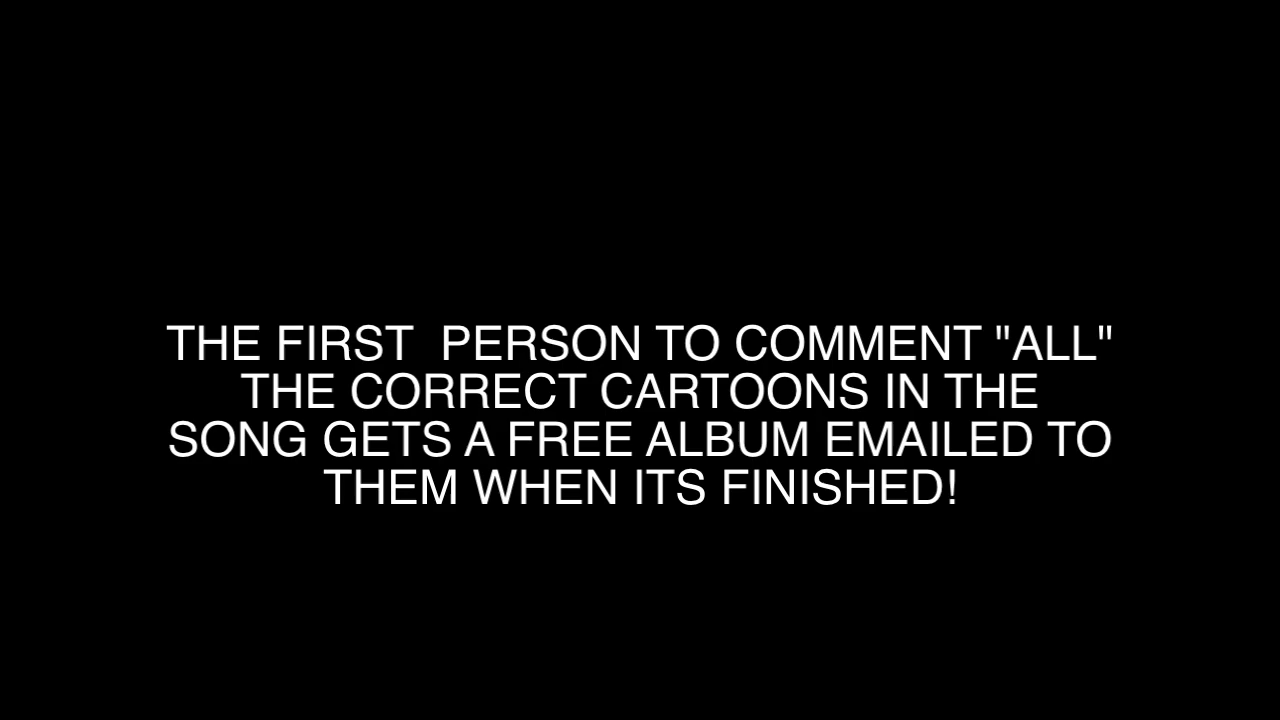 THE FIRST  PERSON TO COMMENT "ALL"
THE CORRECT CARTOONS IN THE
SONG GETS A FREE ALBUM EMAILED TO
THEM WHEN ITS FINISHED!